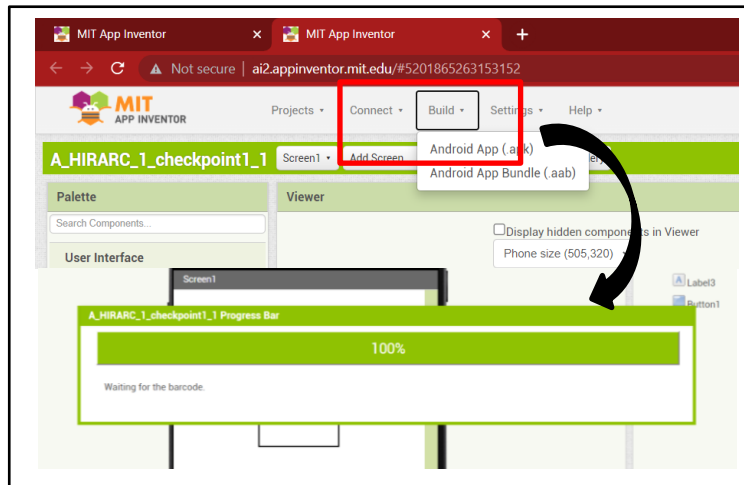 MIT App Inventor
MIT App Inventor
Not secure | ai2.appinventor.mit.edu/#5201865263153152
MIT
APP INVENTOR
Projects Connect Build Settings Help
A_HIRARC_1_checkpoint1_1 Screen1 Add Screen
Android App (.apk)
Android App Bundle (.aab)
Palette Viewer
Search Components...
Display hidden components in Viewer
User Interface Phone size (505,320)
Screen1
Label3
Button1
A_HIRARC_1_checkpoint1_1 Progress Bar
100%
Waiting for the barcode.